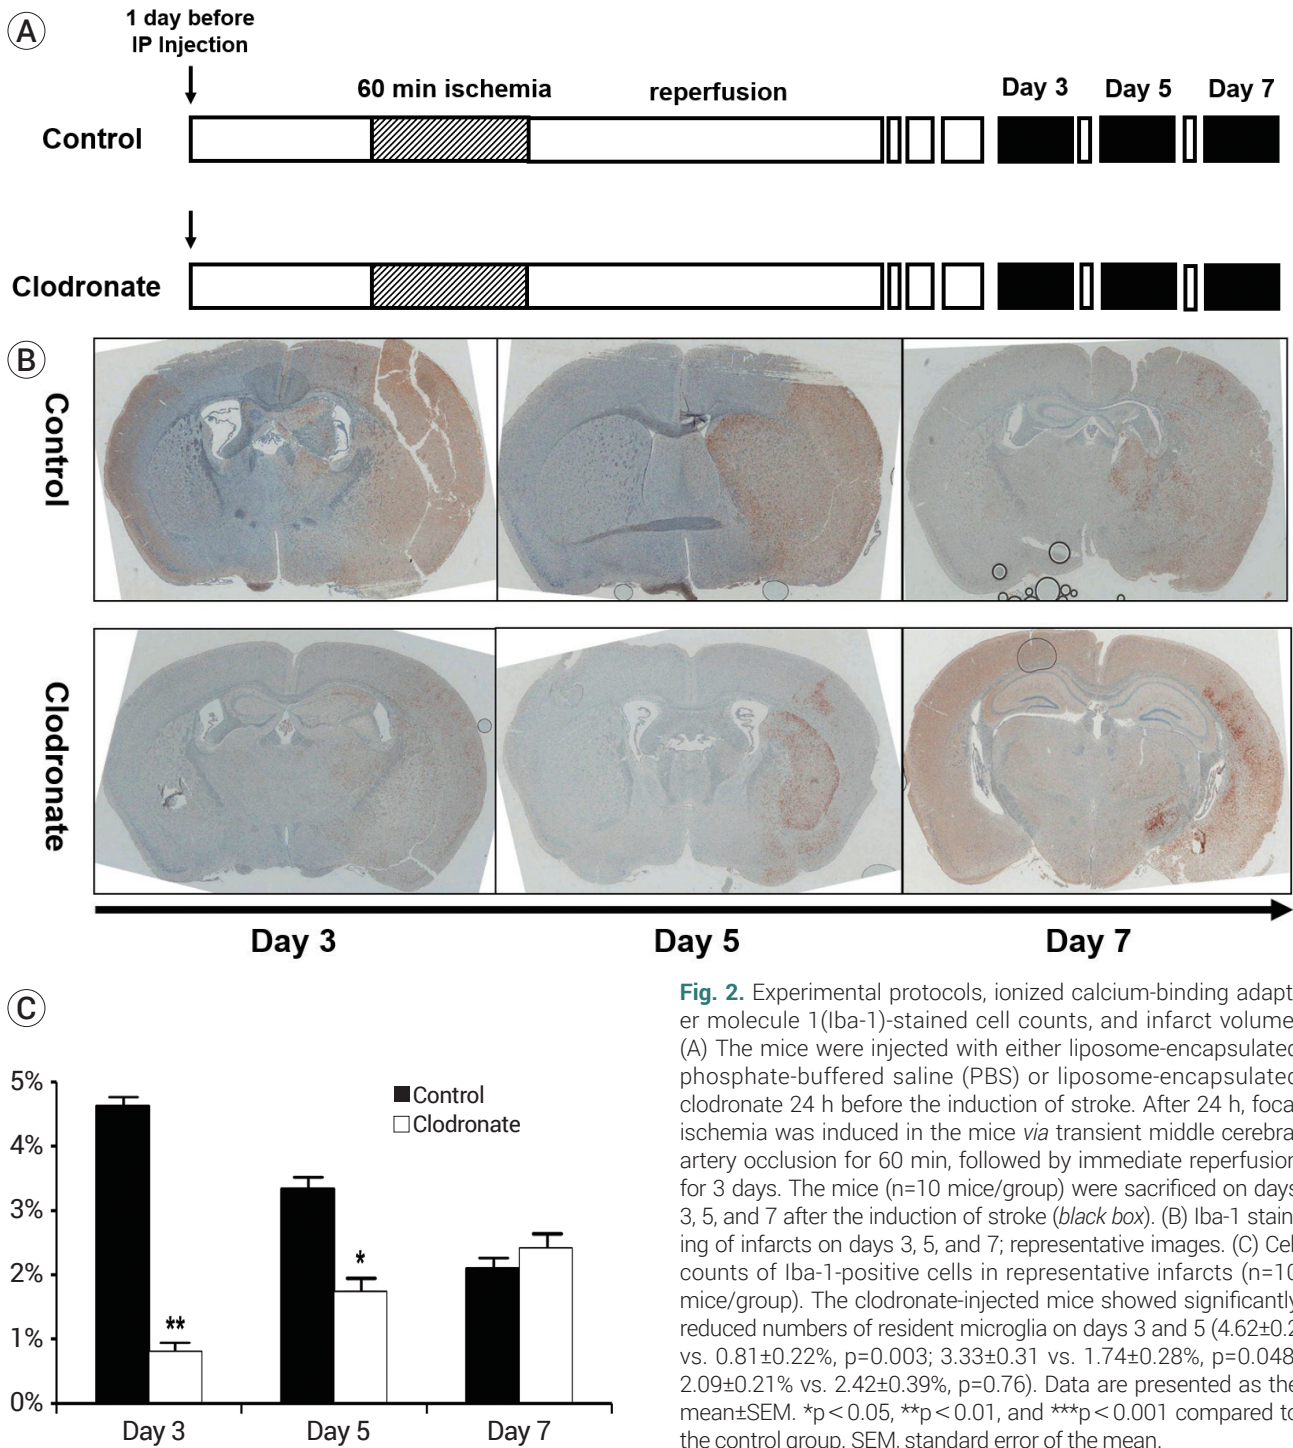 A
1 day before
IP Injection
60 min ischemia
reperfusion
Day 3
Day 5
Day 7
Control
Clodronate
B
Control
Clodronate
Day 3
Day 5
Day 7
C
5%
4%
3%
2%
1%
0%
Control
Clodronate
**
*
Day 3
Day 5
Day 7
Fig. 2. Experimental protocols, ionized calcium-binding adapt
er molecule 1(Iba-1)-stained cell counts, and infarct volume
(A) The mice were injected with either liposome-encapsulated
phosphate-buffered saline (PBS) or liposome-encapsulated
clodronate 24 h before the induction of stroke. After 24 h, foca
ischemia was induced in the mice via transient middle cerebra
artery occlusion for 60 min, followed by immediate reperfusion
for 3 days. The mice (n=10 mice/group) were sacrificed on days
3, 5, and 7 after the induction of stroke (black box). (B) Iba-1 stain
ing of infarcts on days 3, 5, and 7; representative images. (C) Cel
counts of Iba-1-positive cells in representative infarcts (n=10
mice/group). The clodronate-injected mice showed significantly
reduced numbers of resident microglia on days 3 and 5 (4.62±0.2
vs. 0.81±0.22%, p=0.003; 3.33±0.31 vs. 1.74±0.28%, p=0.048
2.09±0.21% vs. 2.42±0.39%, p=0.76). Data are presented as the
mean±SEM. *p<0.05, **p<0.01, and ***p<0.001 compared to
the control group. SEM, standard error of the mean.